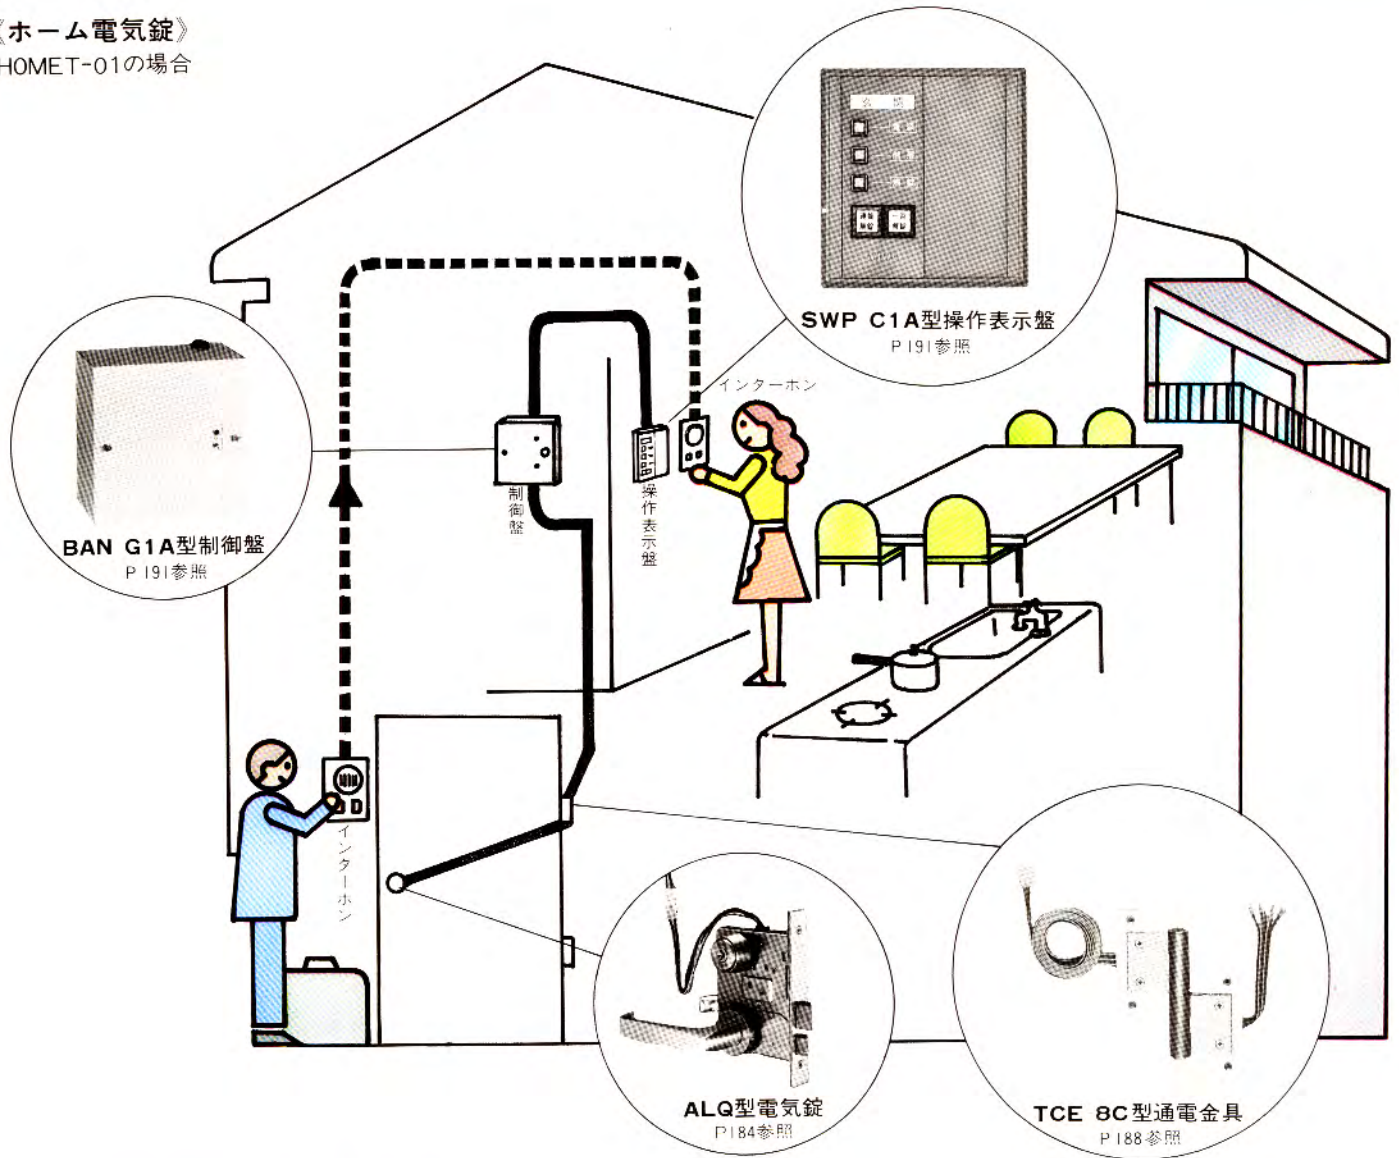 《ホーム電気錠》
HOMET-01の場合
SWP C1A型操作表示盤
P191参照
インターホン
制御盤
操作表示盤
BAN G1A型制御盤
P191参照
インターホン
ALQ型電気錠
P184参照
TCE 8C型通電金具
P188参照